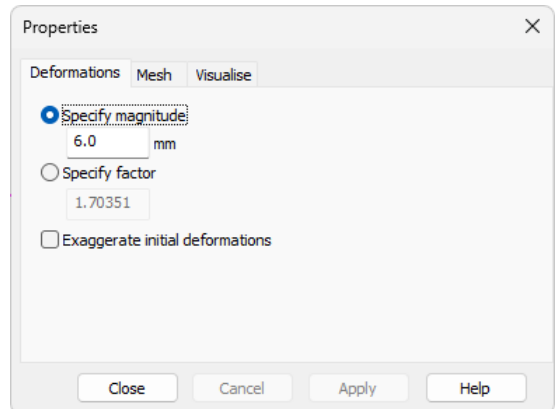 Properties
Deformations Mesh Visualise
Specify magnitude
6.0 mm
Specify factor
1.70351
Exaggerate initial deformations
Close Cancel Apply Help